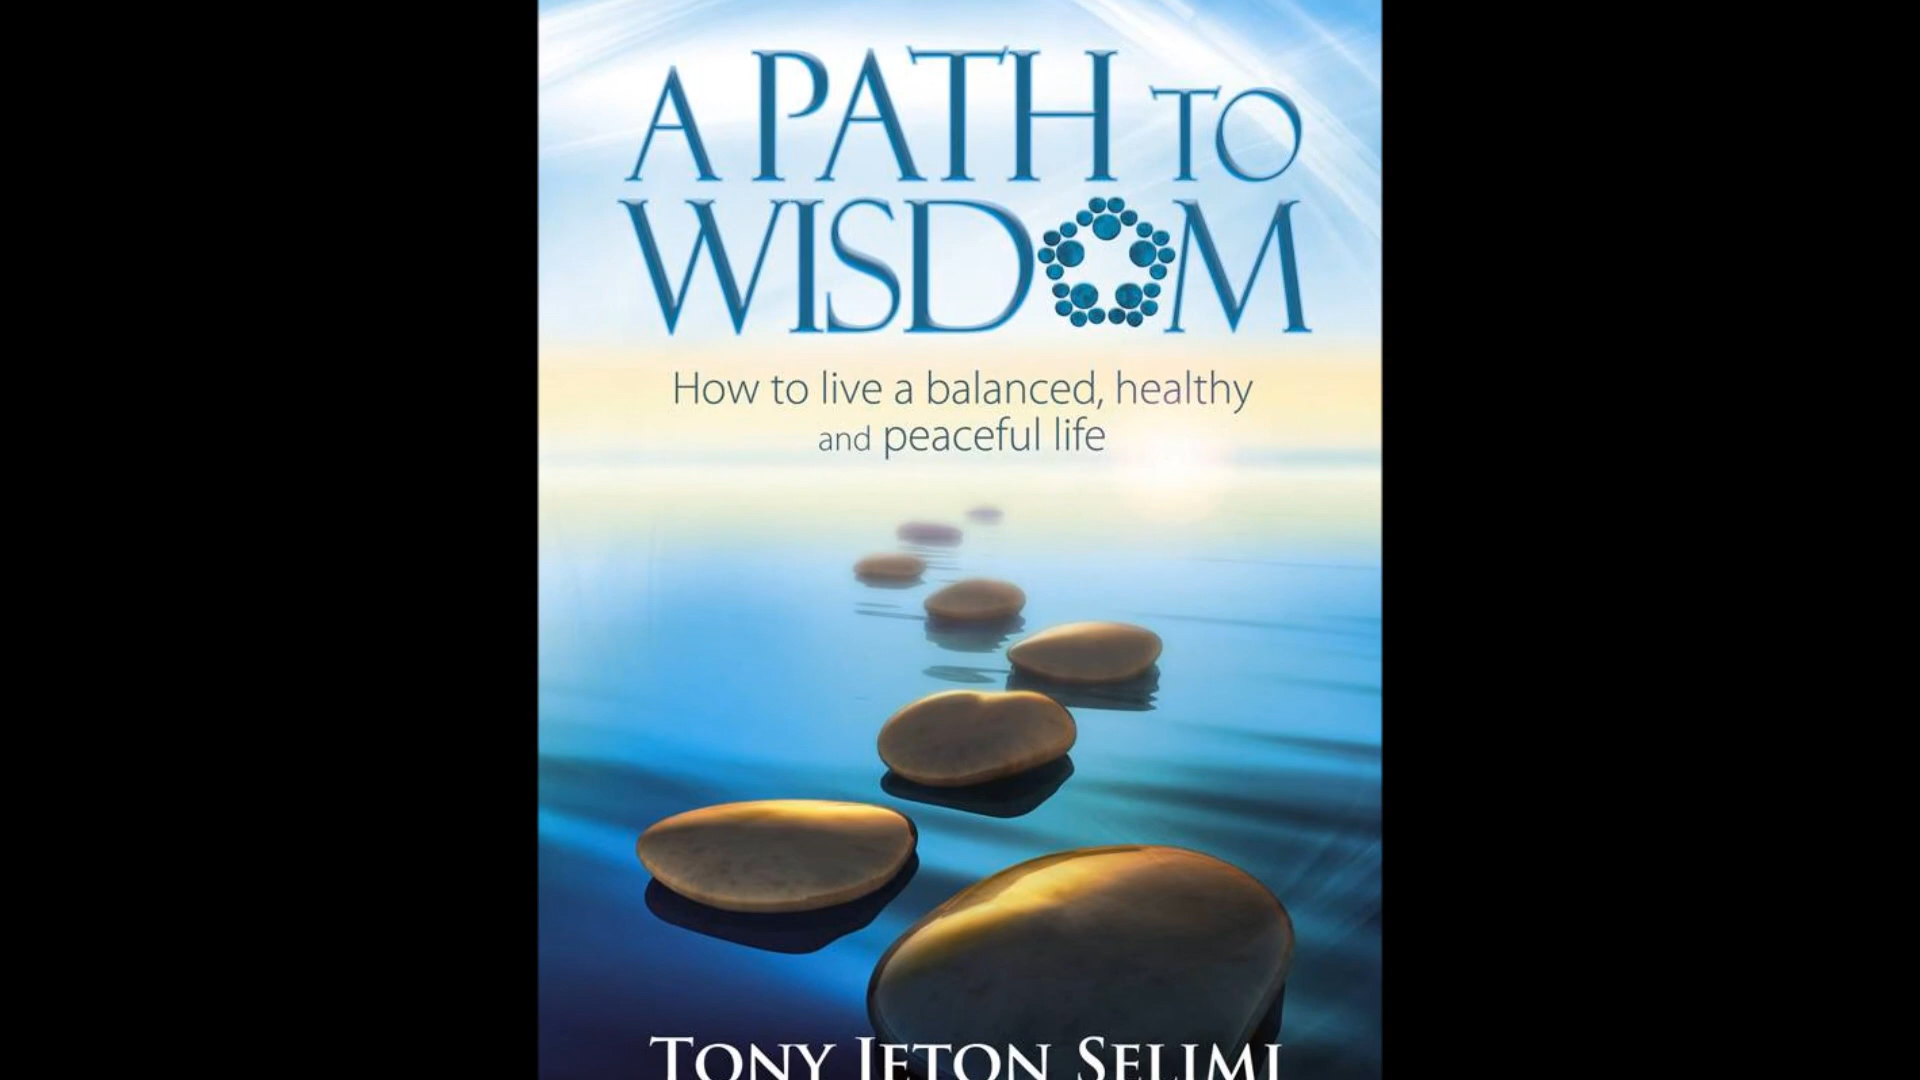 A PATH TO
WISDOM
How to live a balanced, healthy
and peaceful life
TONY JETON SELIMI